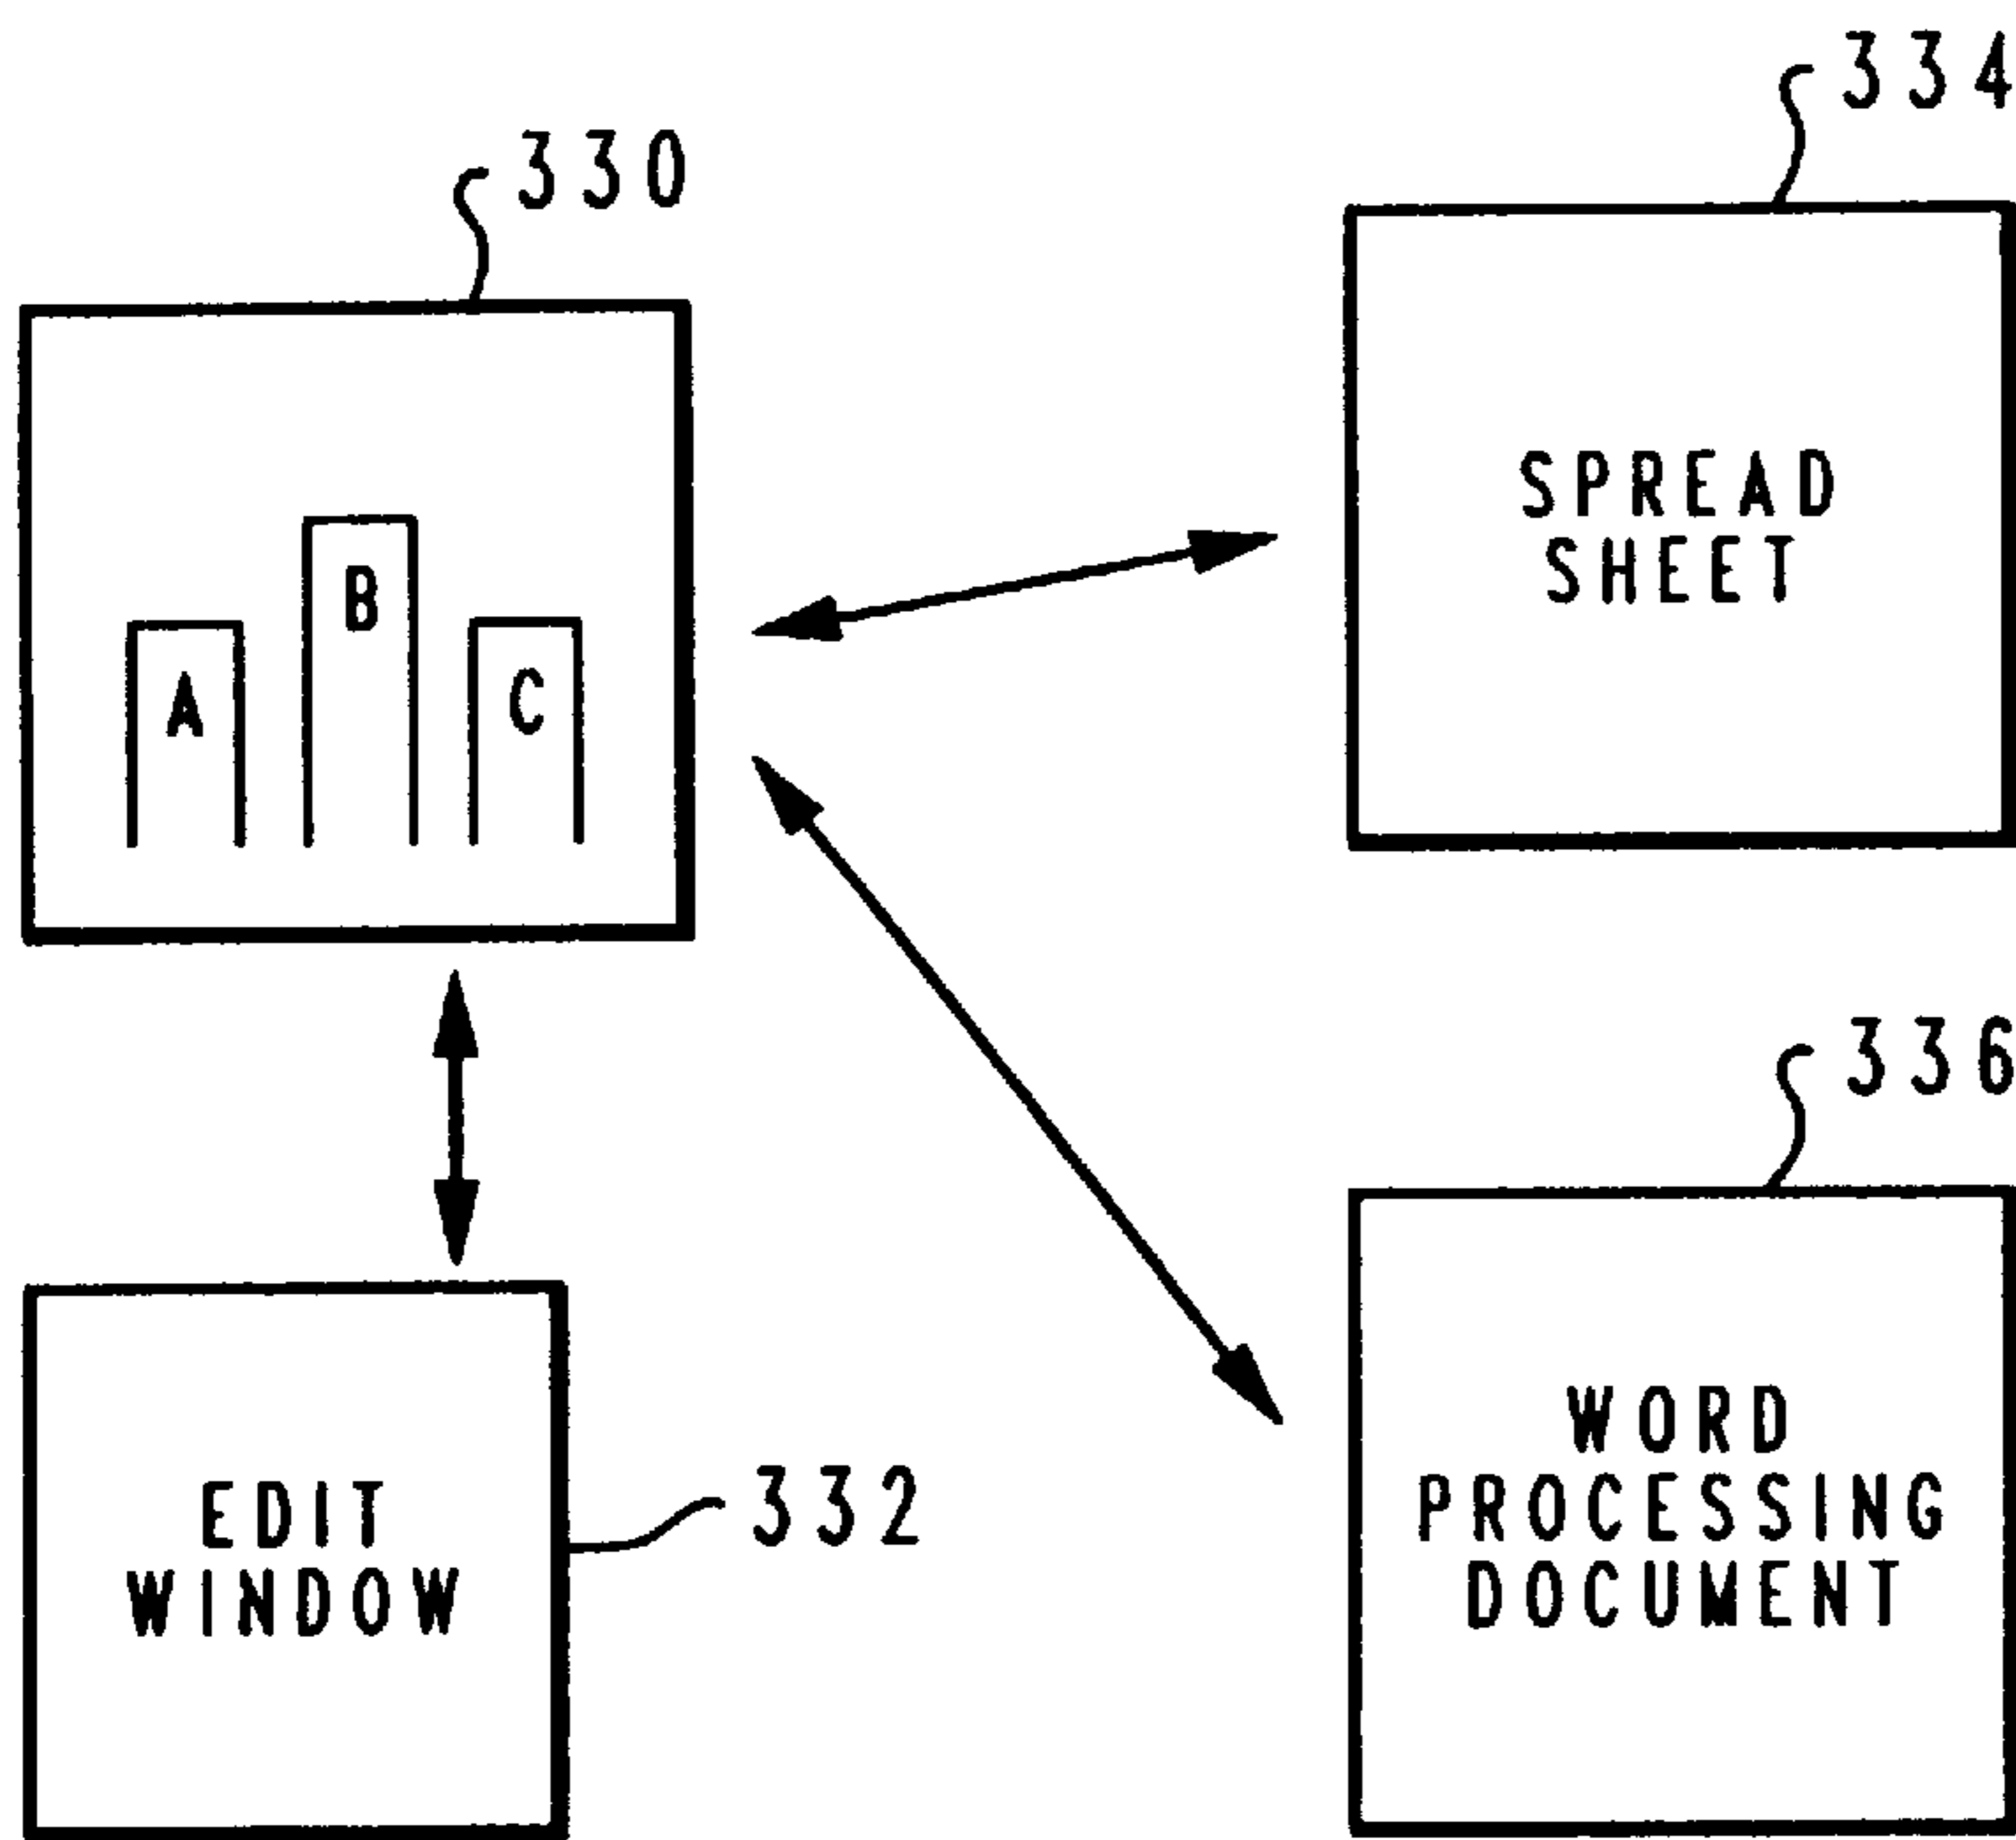 334
330
SPREAD
SHEET
B
A
C
336
WORD
PROCESSING
DOCUMENT
EDIT
WINDOW
332